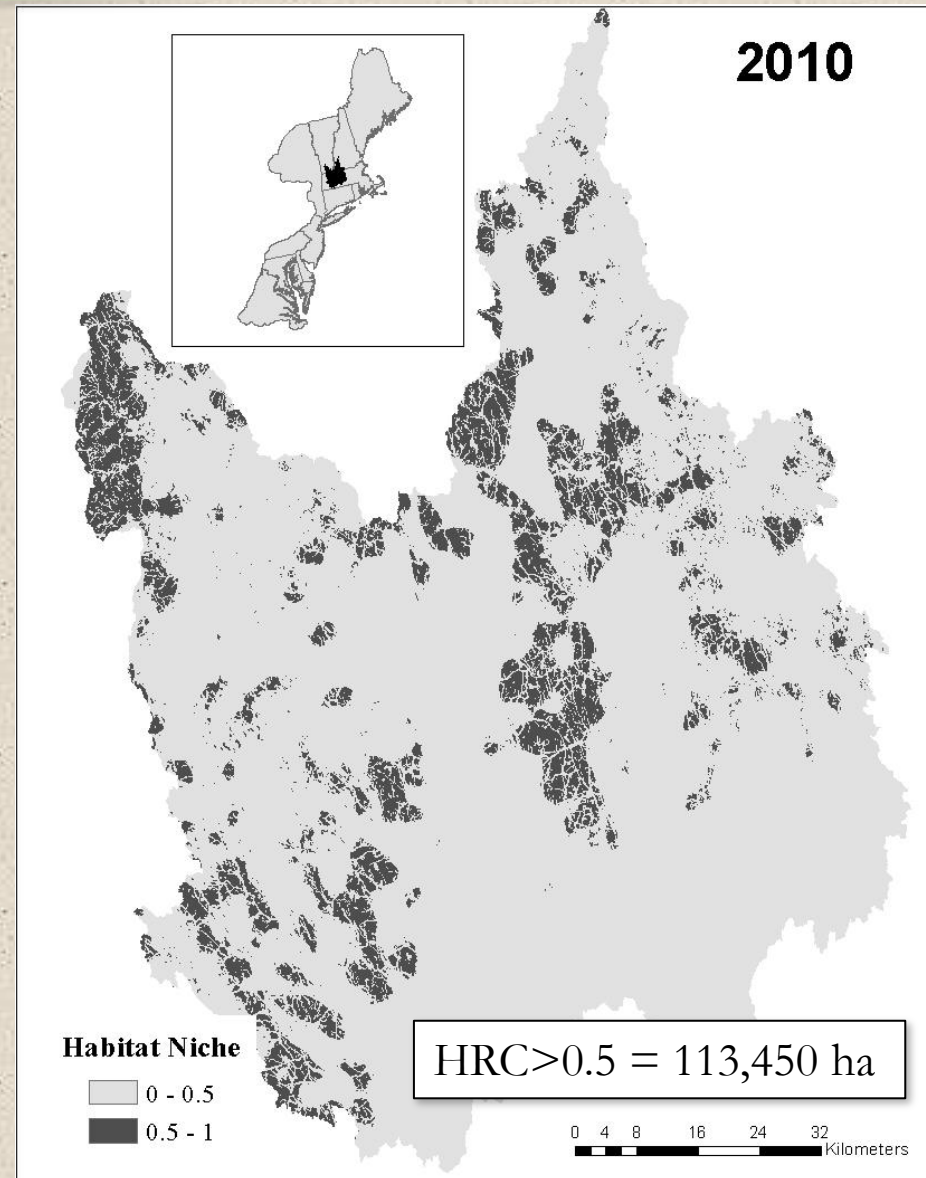 2010
Habitat Niche
0 - 0.5
0.5 - 1
HRC>0.5 = 113,450 ha
0 4 8 16 24 32
Kilometers